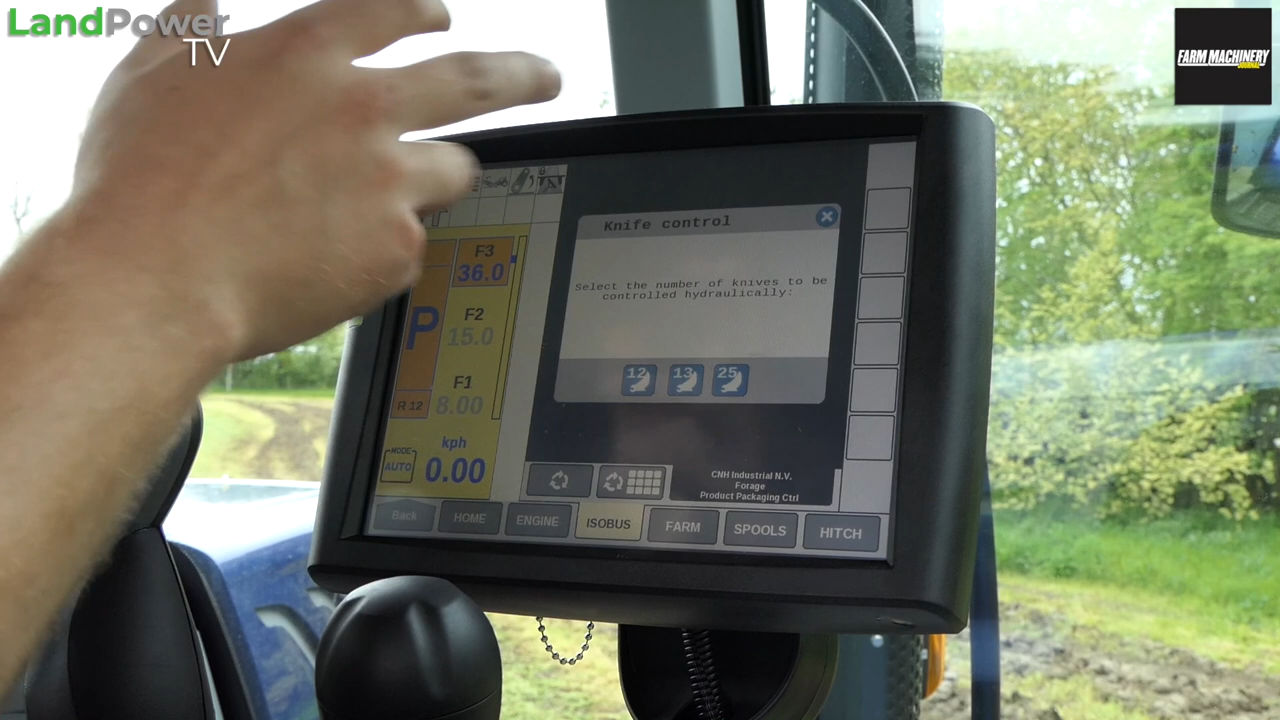 LandPower
TV
FARM MACHINERY
JOURNAL
Knife control
Select the number of knives to be
controlled hydraulically:
12 13 25
F3
36.0
P
F2
15.0
F1
8.00
R 12
kph
MODE
AUTO
0.00
CNH Industrial N.V.
Forage
Product Packaging Ctrl
Back HOME ENGINE ISOBUS FARM SPOOLS HITCH